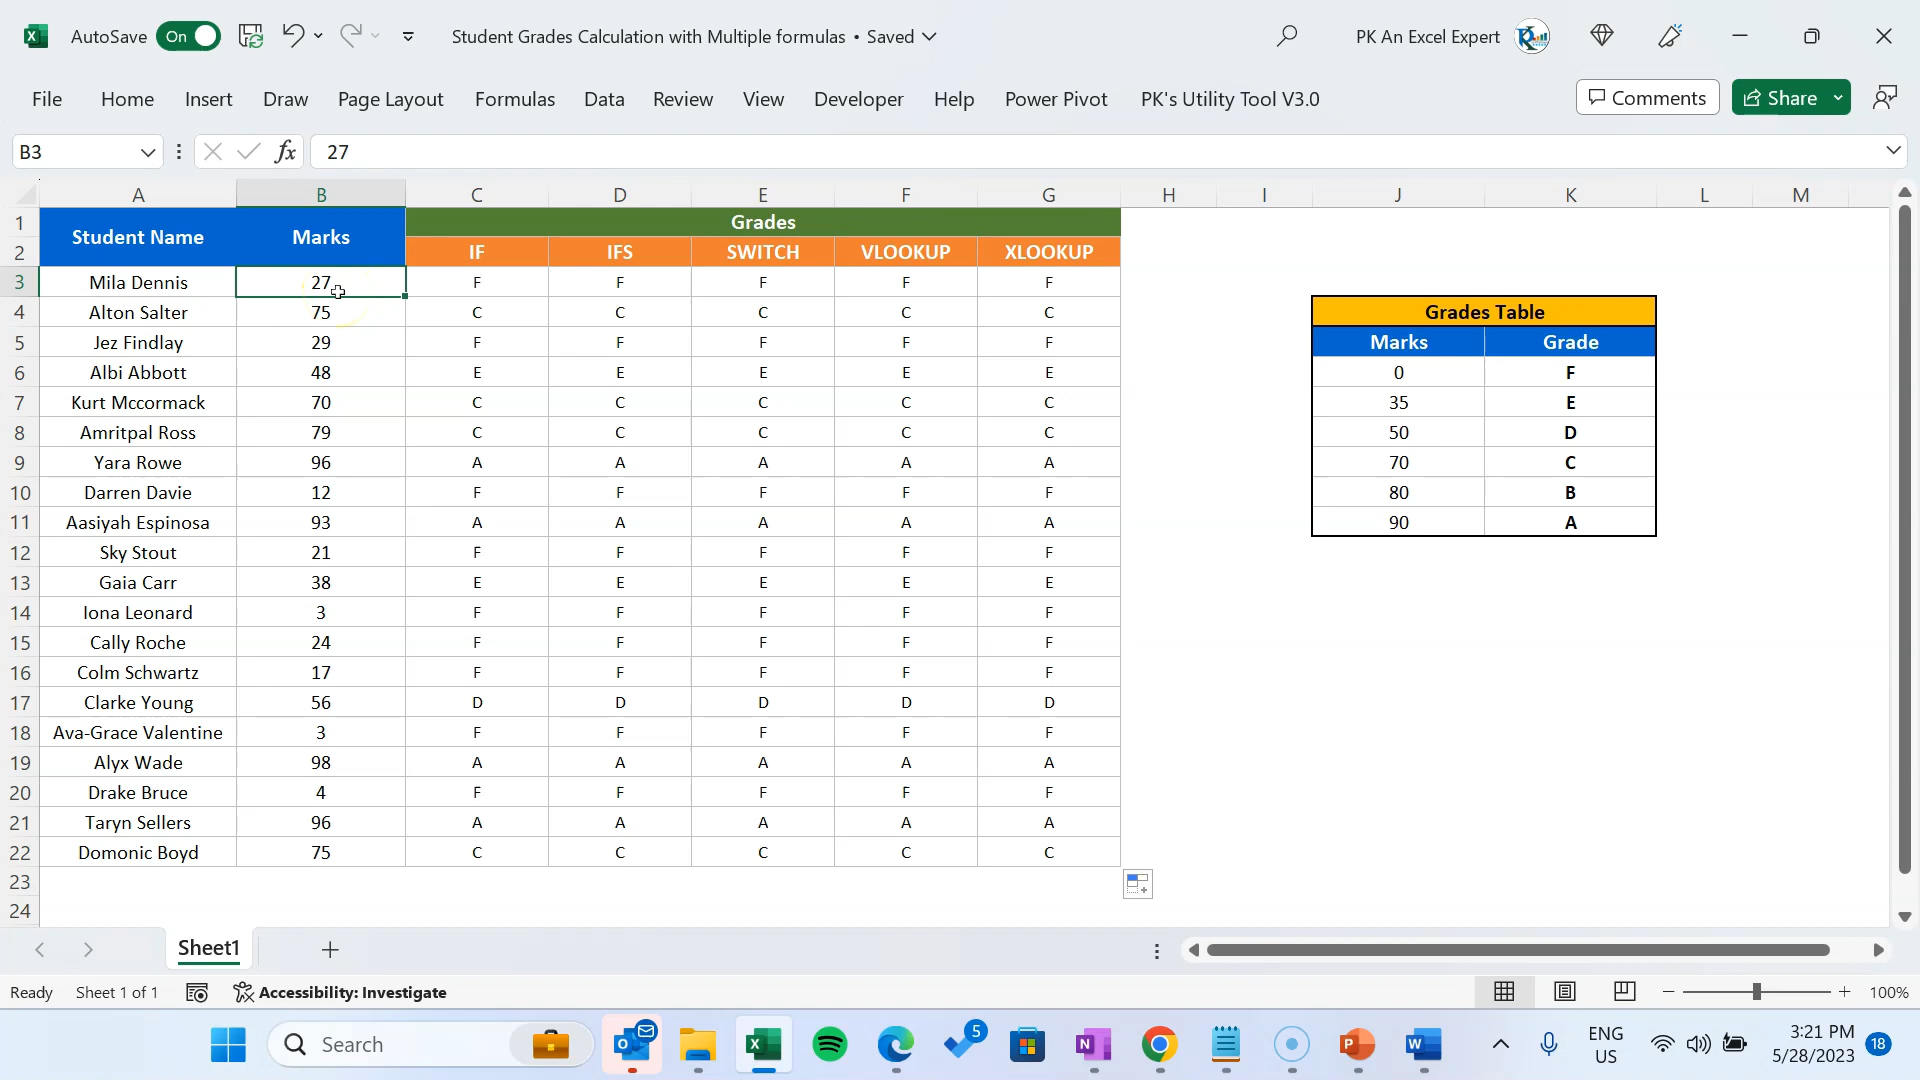 AutoSave On Student Grades Calculation with Multiple formulas • Saved PK An Excel Expert
File Home Insert Draw Page Layout Formulas Data Review View Developer Help Power Pivot PK's Utility Tool V3.0 Comments Share
B3 fx 27
A B C D E F G H I J K L M
1 Student Name Marks Grades
2 IF IFS SWITCH VLOOKUP XLOOKUP
3 Mila Dennis 27 F F F F F
4 Alton Salter 75 C C C C C Grades Table
5 Jez Findlay 29 F F F F F Marks Grade
6 Albi Abbott 48 E E E E E 0 F
7 Kurt Mccormack 70 C C C C C 35 E
8 Amritpal Ross 79 C C C C C 50 D
9 Yara Rowe 96 A A A A A 70 C
10 Darren Davie 12 F F F F F 80 B
11 Aasiyah Espinosa 93 A A A A A 90 A
12 Sky Stout 21 F F F F F
13 Gaia Carr 38 E E E E E
14 Iona Leonard 3 F F F F F
15 Cally Roche 24 F F F F F
16 Colm Schwartz 17 F F F F F
17 Clarke Young 56 D D D D D
18 Ava-Grace Valentine 3 F F F F F
19 Alyx Wade 98 A A A A A
20 Drake Bruce 4 F F F F F
21 Taryn Sellers 96 A A A A A
22 Domonic Boyd 75 C C C C C
23
24
Sheet1
Ready Sheet 1 of 1 Accessibility: Investigate 100%
Search 5 ENG US 3:21 PM 5/28/2023 18